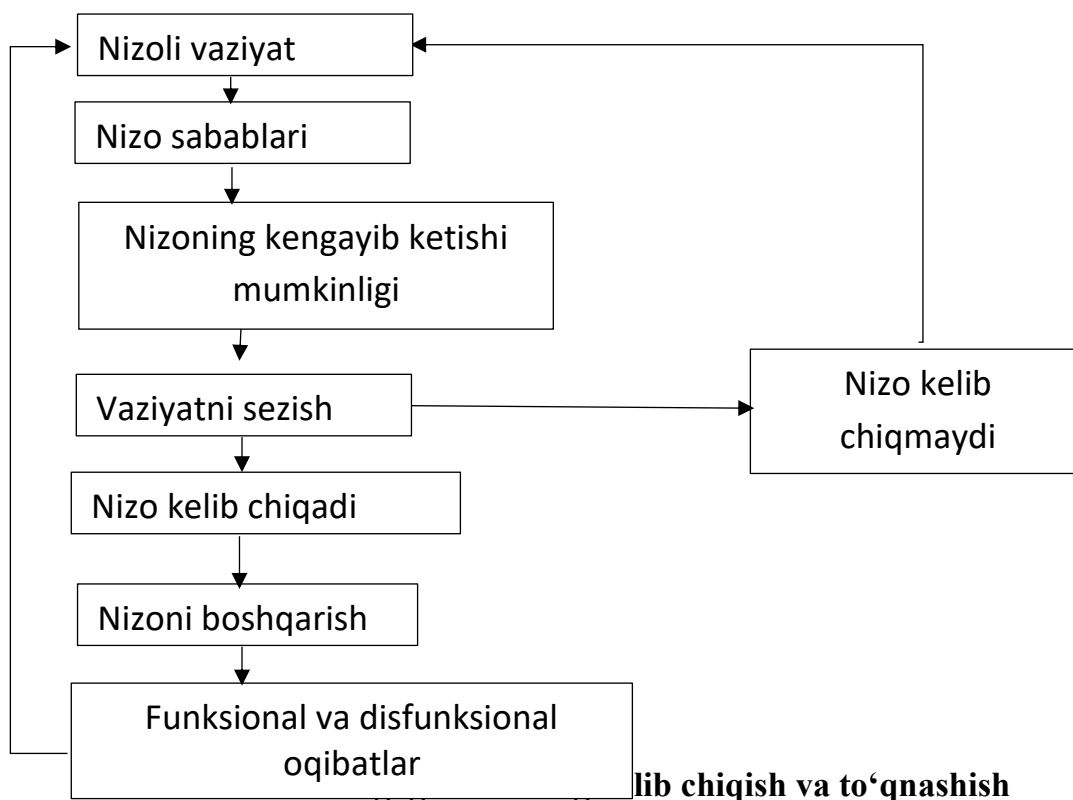 Nizoli vaziyat
Nizo sabablari
Nizoning kengayib ketishi
mumkinligi
Vaziyatni sezish
Nizo kelib
chiqmaydi
Nizo kelib chiqadi
Nizoni boshqarish
Funksional va disfunksional
oqibatlar
lib chiqish va to‘qnashish